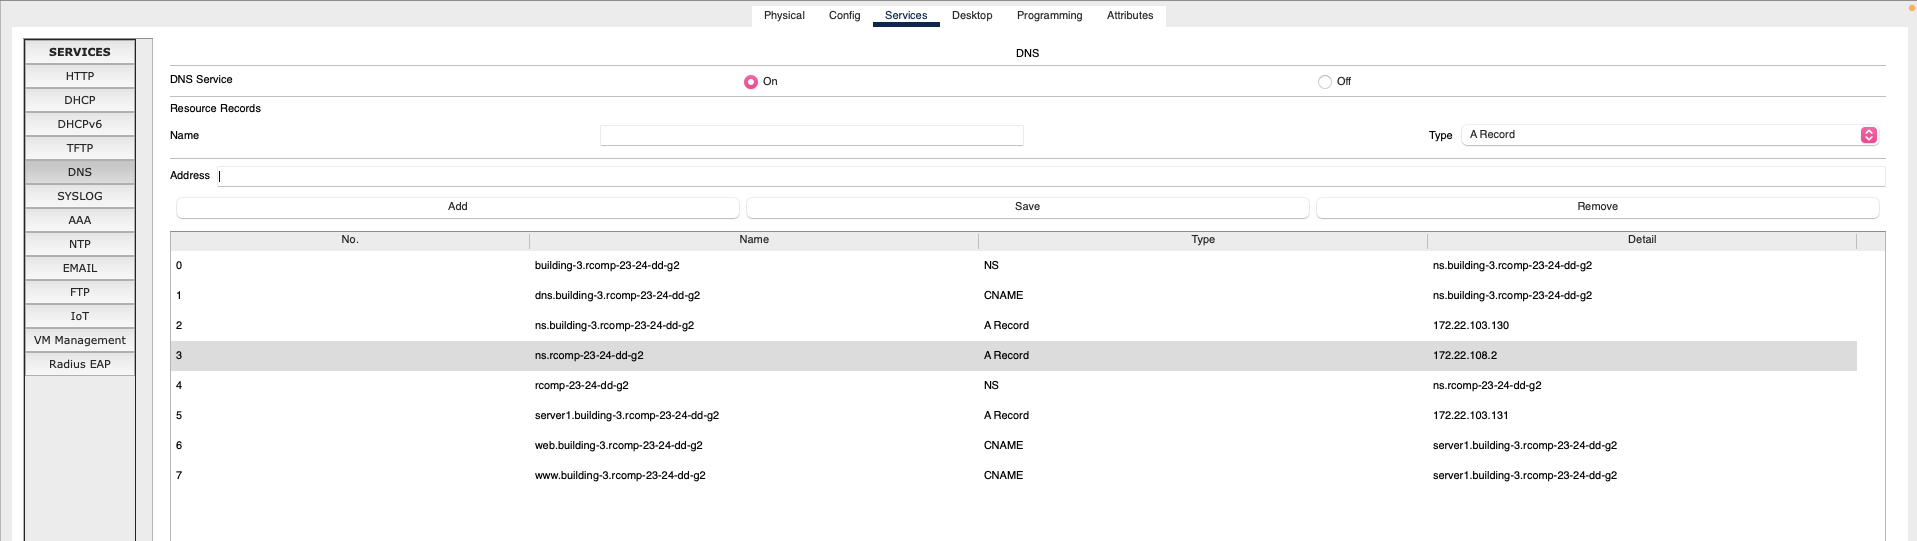 Physical Config Services Desktop Programming Attributes
SERVICES
HTTP
DHCP
DHCPv6
TFTP
DNS
SYSLOG
AAA
NTP
EMAIL
FTP
IoT
VM Management
Radius EAP
DNS
DNS Service On Off
Resource Records
Name Type A Record
Address
Add Save Remove
No. Name Type Detail
0 building-3.rcomp-23-24-dd-g2 NS ns.building-3.rcomp-23-24-dd-g2
1 dns.building-3.rcomp-23-24-dd-g2 CNAME ns.building-3.rcomp-23-24-dd-g2
2 ns.building-3.rcomp-23-24-dd-g2 A Record 172.22.103.130
3 ns.rcomp-23-24-dd-g2 A Record 172.22.108.2
4 rcomp-23-24-dd-g2 NS ns.rcomp-23-24-dd-g2
5 server1.building-3.rcomp-23-24-dd-g2 A Record 172.22.103.131
6 web.building-3.rcomp-23-24-dd-g2 CNAME server1.building-3.rcomp-23-24-dd-g2
7 www.building-3.rcomp-23-24-dd-g2 CNAME server1.building-3.rcomp-23-24-dd-g2